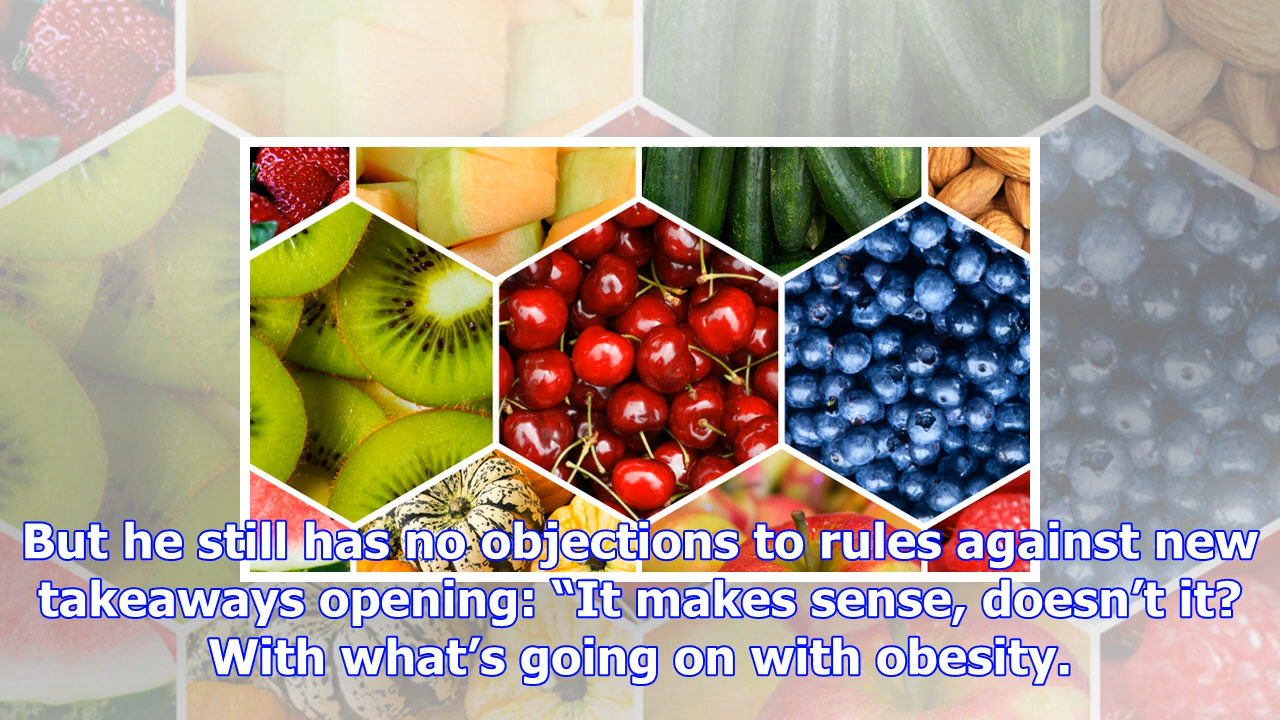 But he still has no objections to rules against new
takeaways opening: “It makes sense, doesn’t it?
With what’s going on with obesity.